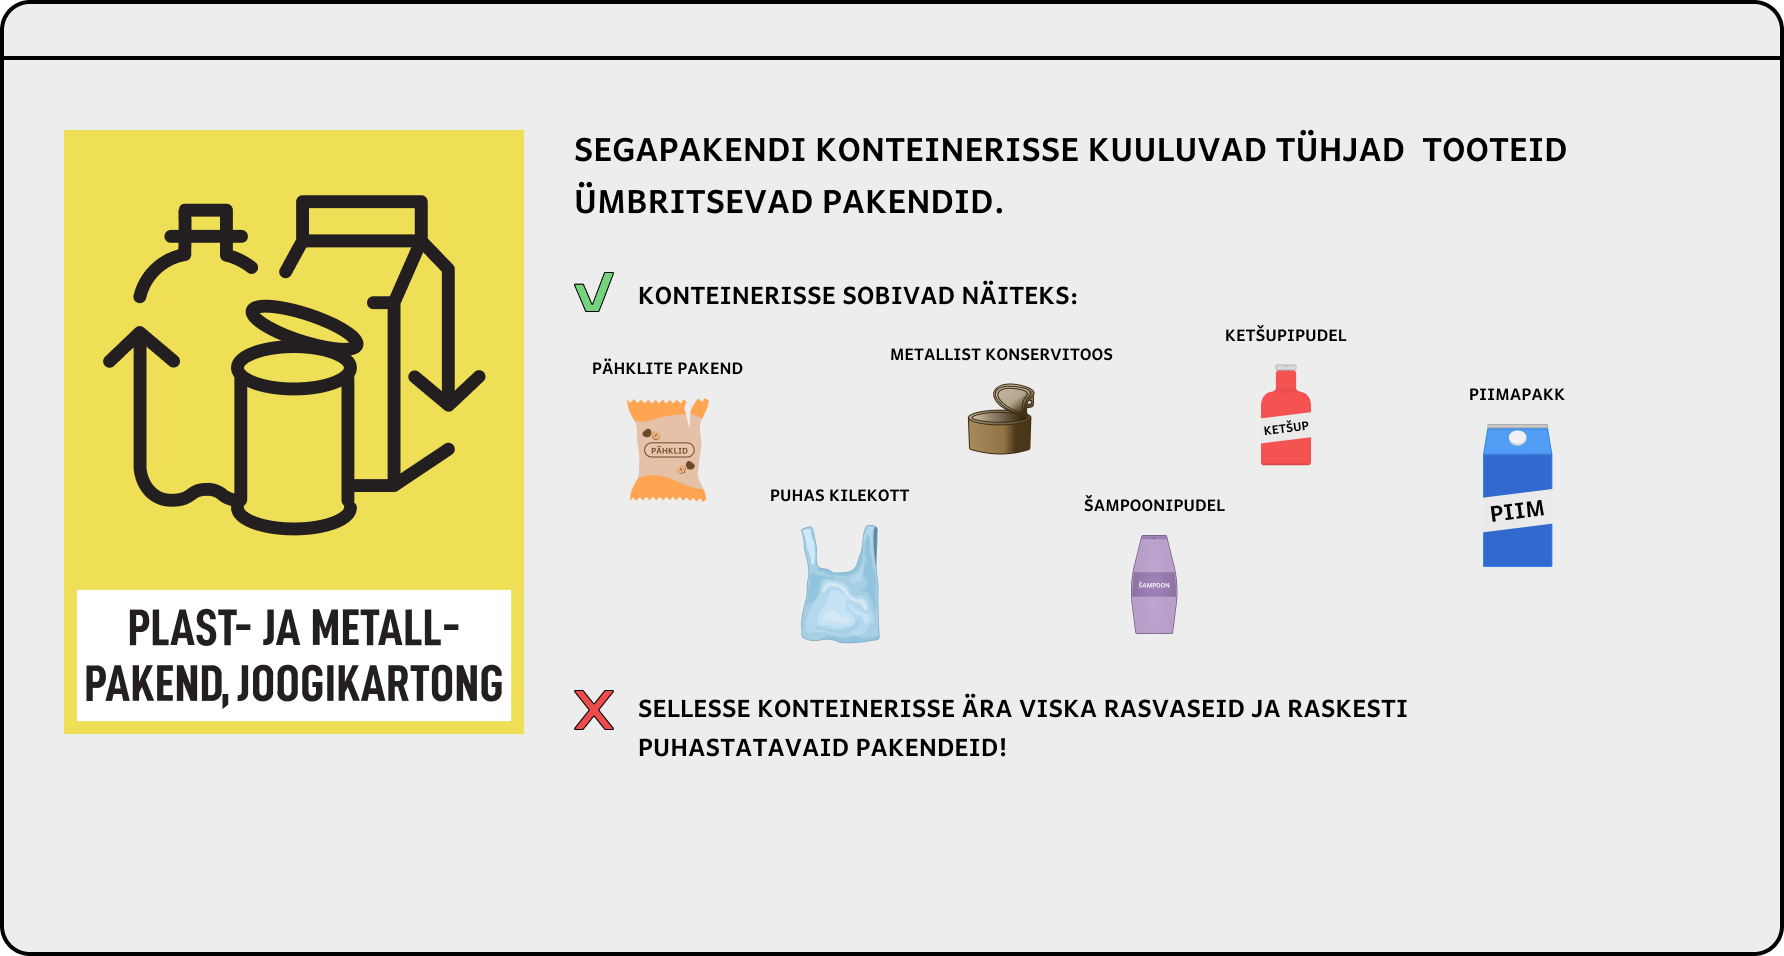 SEGAPAKENDI KONTEINERISSE KUULUVAD TÜHJAD TOOTEID
ÜMBRITSEVAD PAKENDID.
KONTEINERISSE SOBIVAD NÄITEKS:
PÄHKLITE PAKEND
PÄHKLID
METALLIST KONSERVITOOS
KETŠUPIPUDEL
KETŠUP
PIIMAPAKK
PIIM
PUHAS KILEKOTT
ŠAMPOONIPUDEL
ŠAMPOON
PLAST- JA METALL-
PAKEND, JOOGIKARTONG
SELLESSE KONTEINERISSE ÄRA VISKA RASVASEID JA RASKESTI
PUHASTATAVAID PAKENDEID!